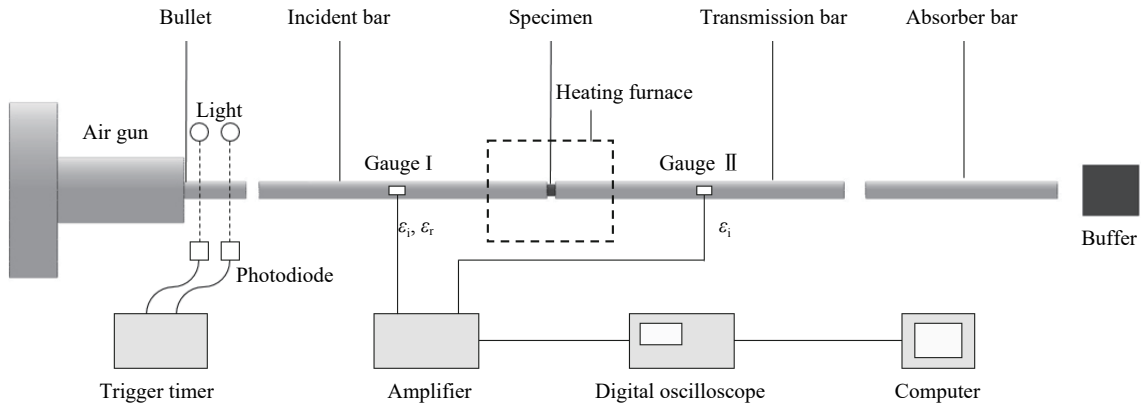 Bullet
Incident bar
Specimen
Transmission bar
Absorber bar
Heating furnace
Light
Air gun
Gauge I
Gauge Ⅱ
εi, εr
εi
Buffer
Photodiode
Trigger timer
Amplifier
Digital oscilloscope
Computer